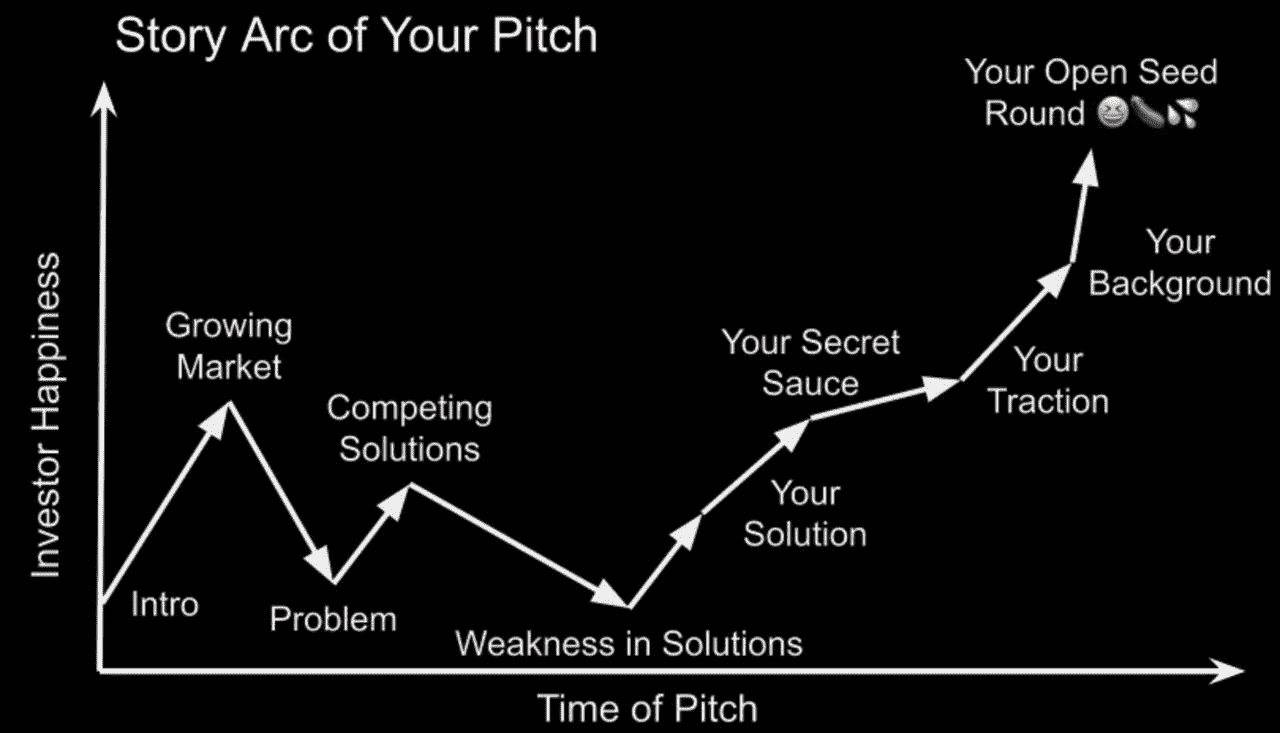 Story Arc of Your Pitch
Your Open Seed
Round 😆🍆💦
Investor Happiness
Growing
Market
Competing
Solutions
Your Secret
Sauce
Your
Background
Your
Traction
Your
Solution
Intro
Problem
Weakness in Solutions
Time of Pitch